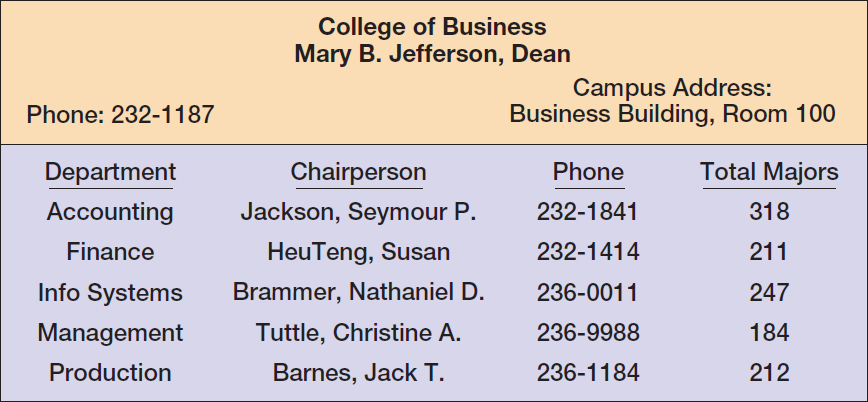 College of Business
Mary B. Jefferson, Dean
Campus Address:
Phone: 232-1187 Business Building, Room 100
Department Chairperson Phone Total Majors
Accounting Jackson, Seymour P. 232-1841 318
Finance HeuTeng, Susan 232-1414 211
Info Systems Brammer, Nathaniel D. 236-0011 247
Management Tuttle, Christine A. 236-9988 184
Production Barnes, Jack T. 236-1184 212